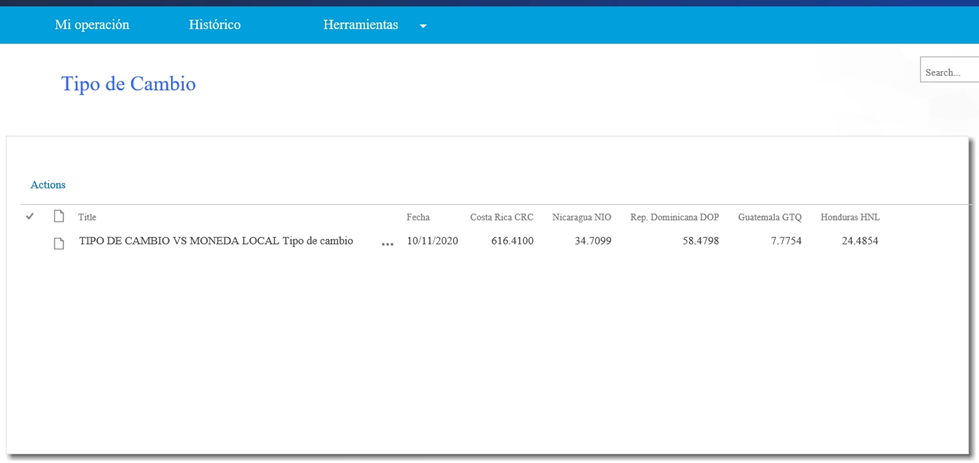 Mi operación Histórico Herramientas
Tipo de Cambio
Search...
Actions
Title Fecha Costa Rica CRC Nicaragua NIO Rep. Dominicana DOP Guatemala GTQ Honduras HNL
TIPO DE CAMBIO VS MONEDA LOCAL Tipo de cambio ... 10/11/2020 616.4100 34.7099 58.4798 7.7754 24.4854